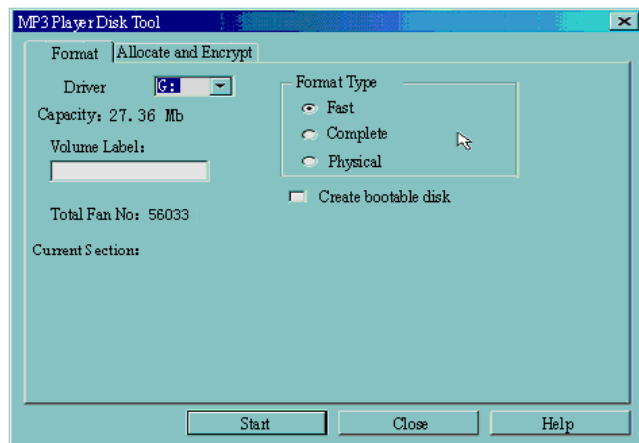 MP3 Player Disk Tool
Format
Allocate and Encrypt
Driver
G:
Capacity: 27.36 Mb
Volume Label:
Total Fan No: 56033
Current Section:
Format Type
Fast
Complete
Physical
Create bootable disk
Start
Close
Help